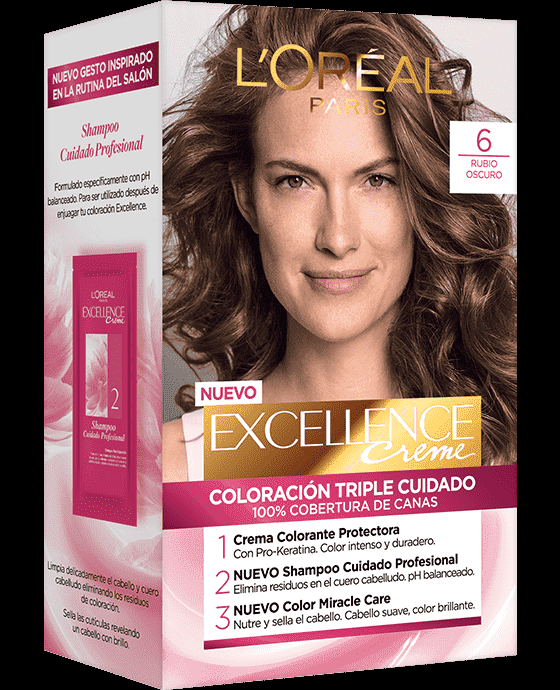 NUEVO GESTO INSPIRADO
EN LA RUTINA DEL SALÓN
Shampoo
Cuidado Profesional
Formulado específicamente con pH
balanceado. Para ser utilizado después de
enjuagar tu coloración Excellence.
L'ORÉAL
PARIS
EXCELLENCE
Creme
2
Shampoo
Cuidado Profesional
Limpia delicadamente el cabello y cuero
cabelludo eliminando los residuos
de coloración.
Sella las cutículas revelando
un cabello con brillo.
L'ORÉAL
PARIS
6
RUBIO
OSCURO
NUEVO
EXCELLENCE
Creme
COLORACIÓN TRIPLE CUIDADO
100% COBERTURA DE CANAS
1 Crema Colorante Protectora
Con Pro-Keratina. Color intenso y duradero.
2 NUEVO Shampoo Cuidado Profesional
Elimina residuos en el cuero cabelludo. pH balanceado.
3 NUEVO Color Miracle Care
Nutre y sella el cabello. Cabello suave, color brillante.